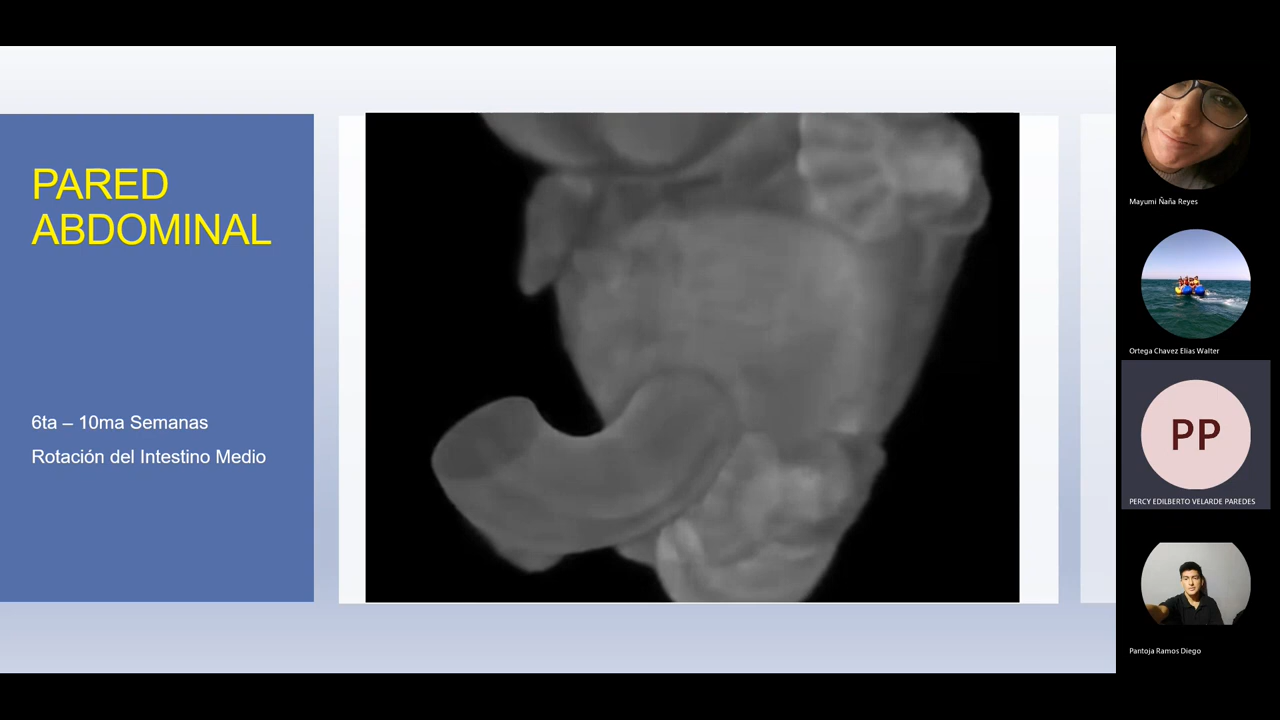 PARED
ABDOMINAL
6ta – 10ma Semanas
Rotación del Intestino Medio
Mayumi Ñaña Reyes
Ortega Chavez Elias Walter
PP
PERCY EDILBERTO VELARDE PAREDES
Pantoja Ramos Diego